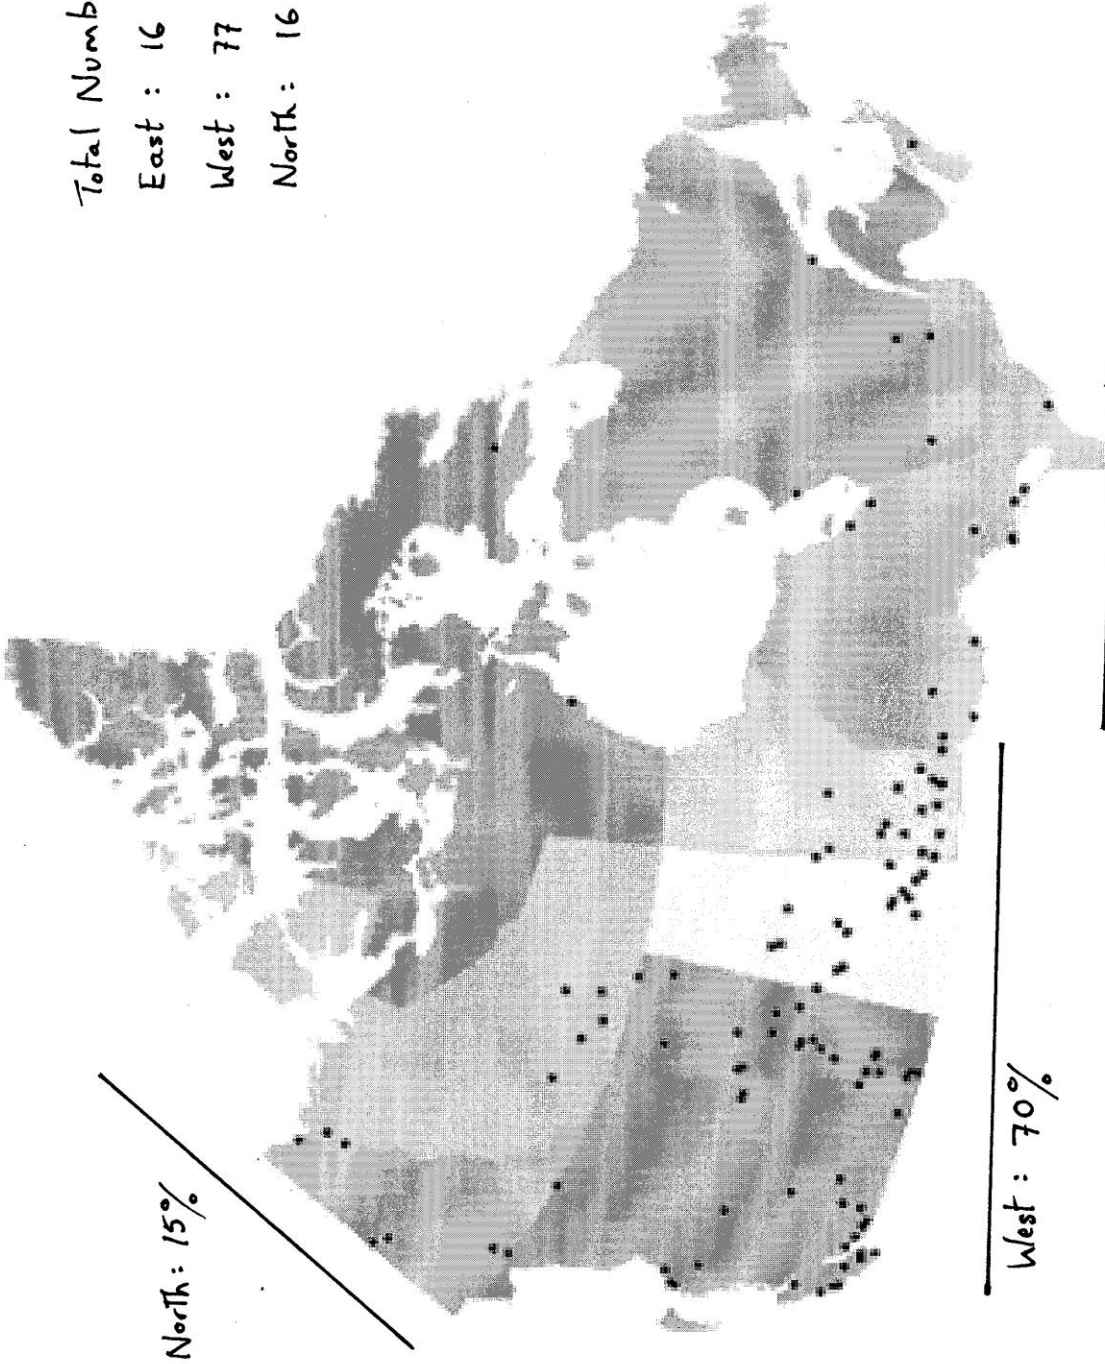 Total Numb
East : 16
West : 77
North : 16
North : 15%
West : 70%